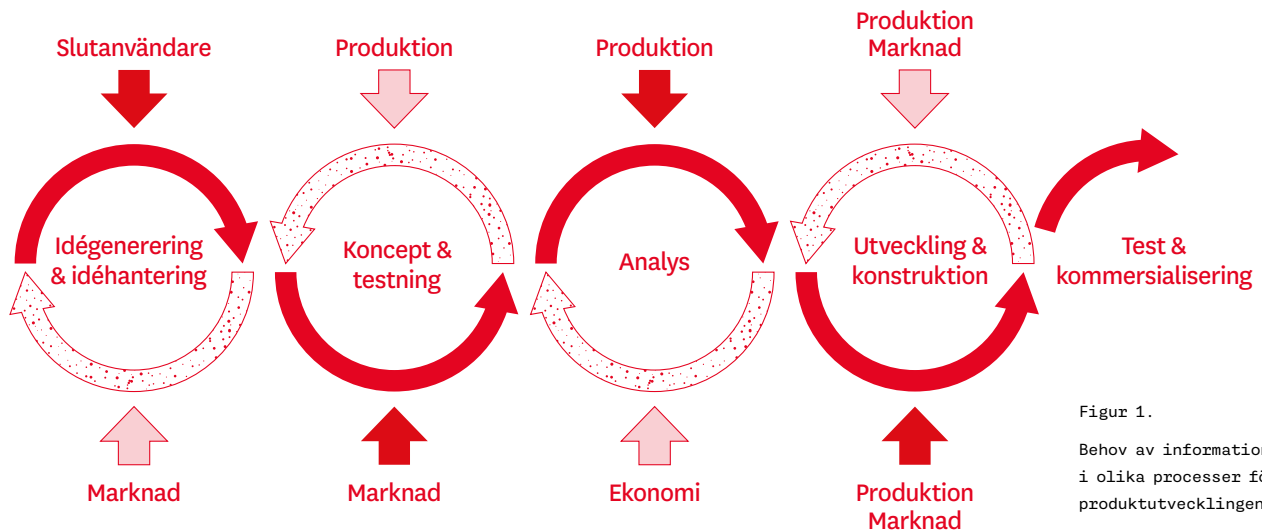 Slutanvändare
Produktion
Produktion
Produktion
Marknad
Idégenerering
& idéhantering
Koncept &
testning
Analys
Utveckling &
konstruktion
Test &
kommersialisering
Marknad
Marknad
Ekonomi
Produktion
Marknad
Figur 1.
Behov av information
i olika processer
produktutvecklingen